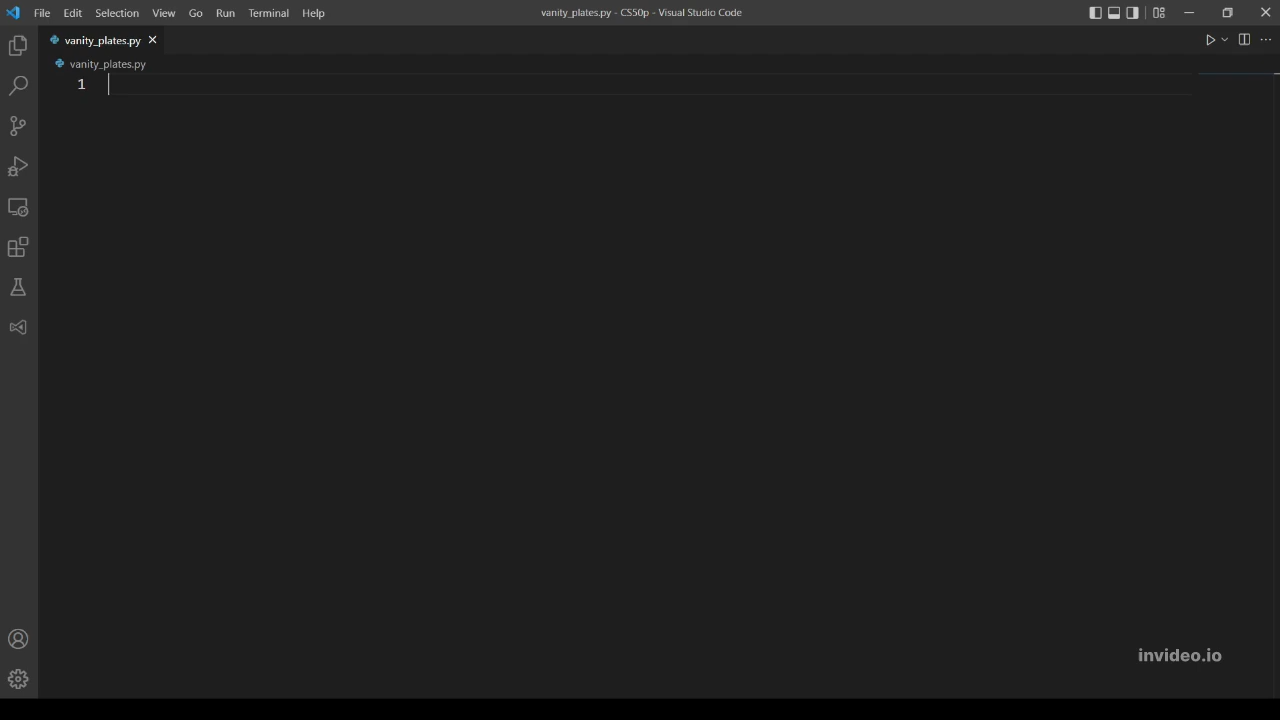 File Edit Selection View Go Run Terminal Help vanity_plates.py - CS50p - Visual Studio Code
vanity_plates.py
vanity_plates.py
1
invideo.io